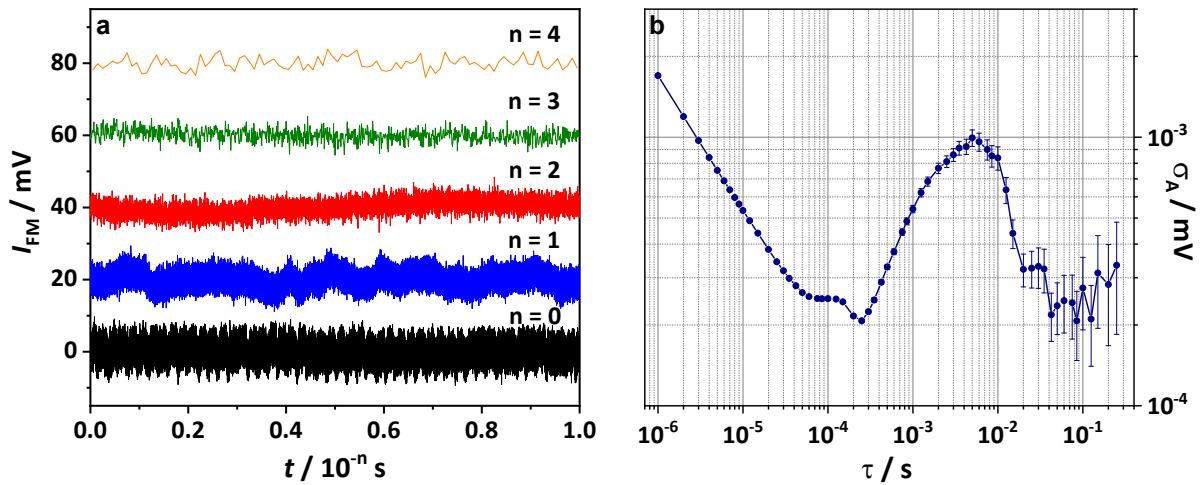 a
n = 4
n = 3
n = 2
n = 1
n = 0
80
60
40
20
0
I_FM / mV
0.0 0.2 0.4 0.6 0.8 1.0
t / 10⁻ⁿ s
b
10⁻³
10⁻⁴
σ_A / mV
10⁻⁶ 10⁻⁵ 10⁻⁴ 10⁻³ 10⁻² 10⁻¹
τ / s